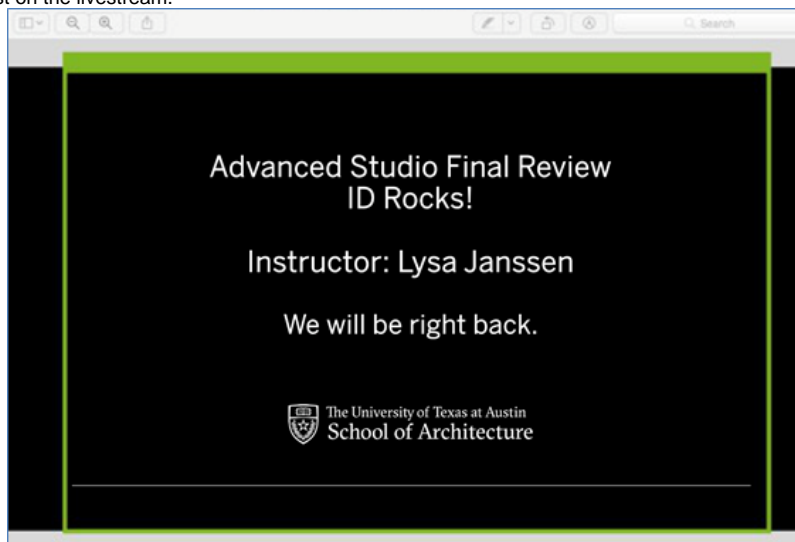 st on the livestream.
Search
Advanced Studio Final Review
ID Rocks!
Instructor: Lysa Janssen
We will be right back.
The University of Texas at Austin
School of Architecture